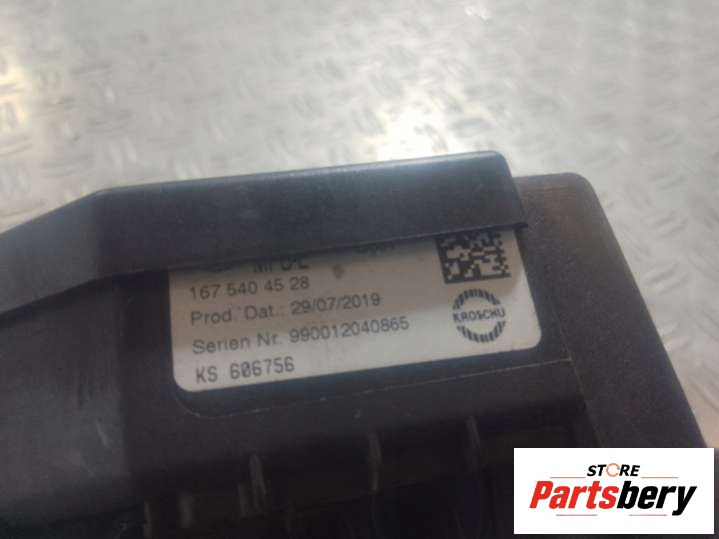 167 540 45 28
Prod. Dat.: 29/07/2019
Serien Nr. 990012040865
KS 606756
KROSCHU
STORE
Partsbery